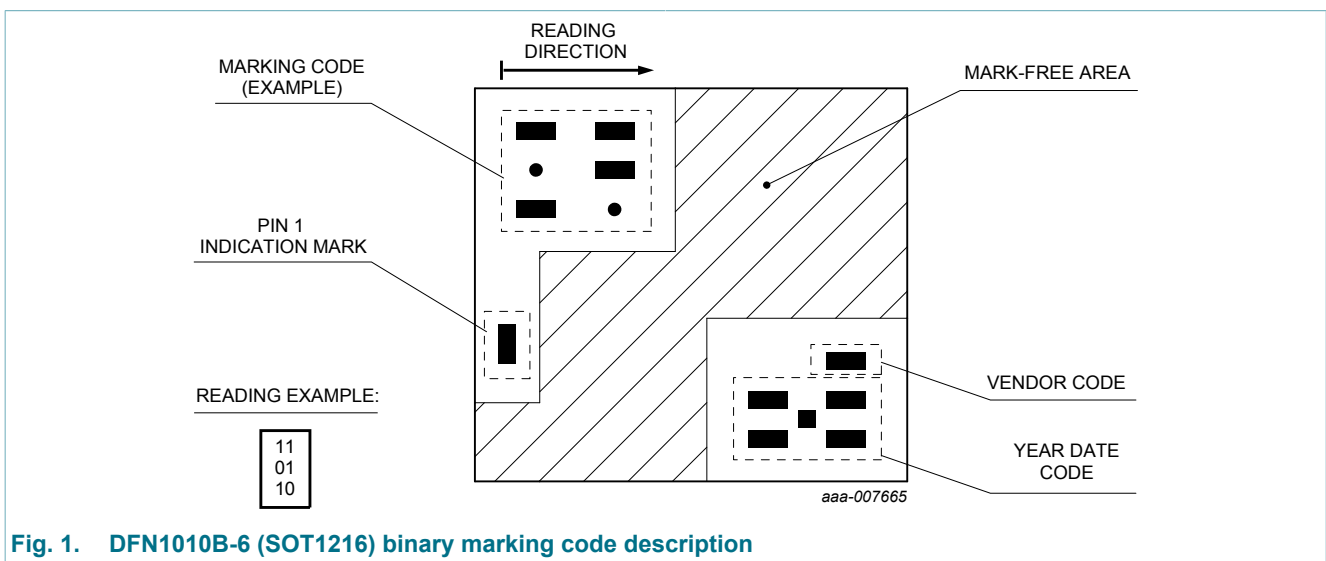 READING
DIRECTION
MARKING CODE
(EXAMPLE)
MARK-FREE AREA
PIN 1
INDICATION MARK
READING EXAMPLE:
11
01
10
VENDOR CODE
YEAR DATE
CODE
aaa-007665
Fig. 1. DFN1010B-6 (SOT1216) binary marking code description